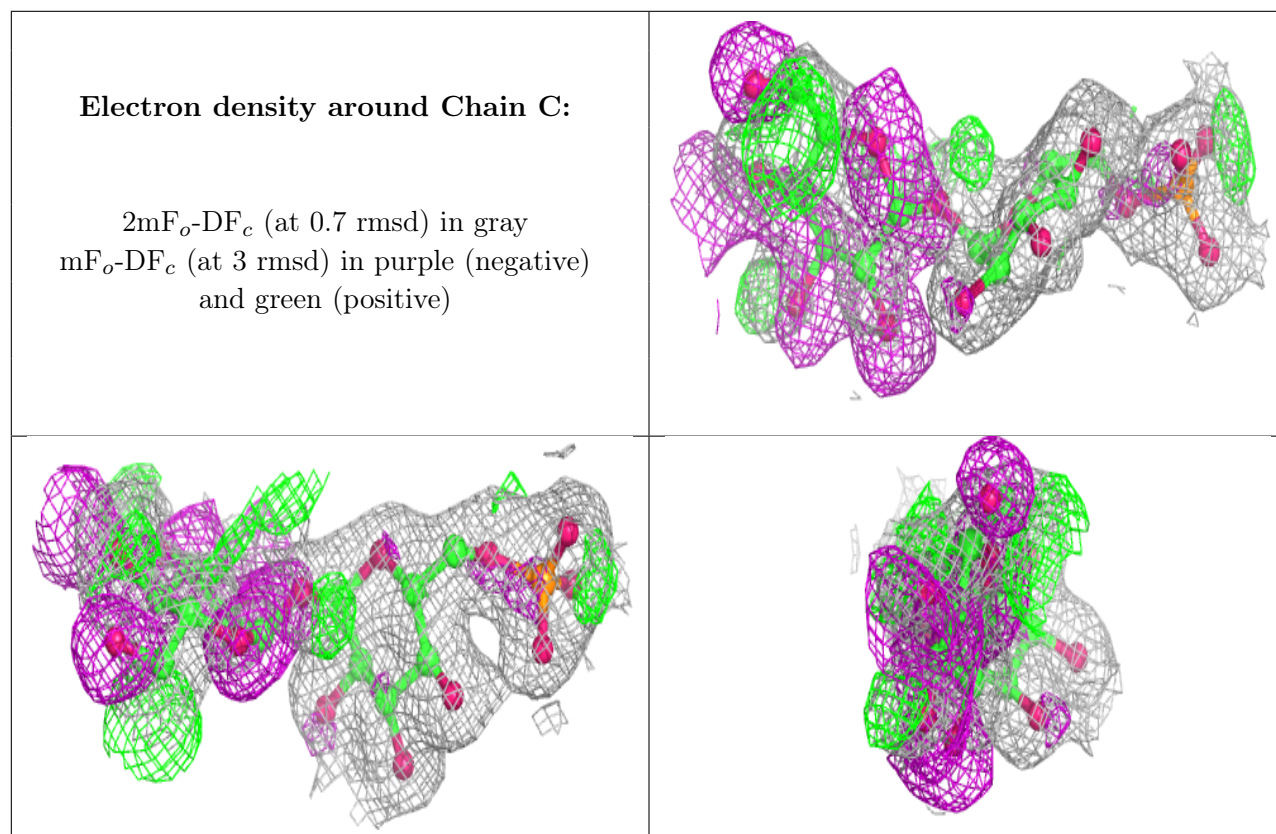 Electron density around Chain C:
2mFₒ-DF𝒸 (at 0.7 rmsd) in gray
mFₒ-DF𝒸 (at 3 rmsd) in purple (negative)
and green (positive)